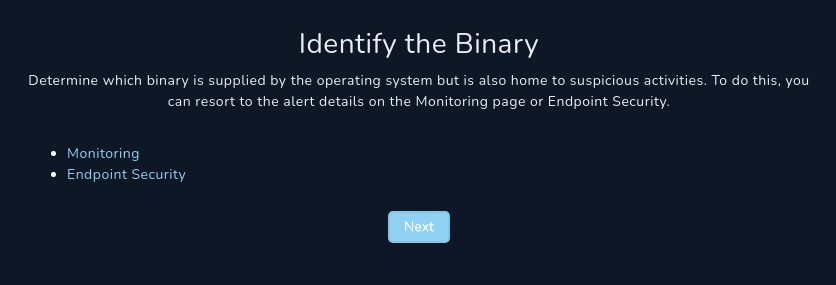 Identify the Binary
Determine which binary is supplied by the operating system but is also home to suspicious activities. To do this, you
can resort to the alert details on the Monitoring page or Endpoint Security.
Monitoring
Endpoint Security
Next